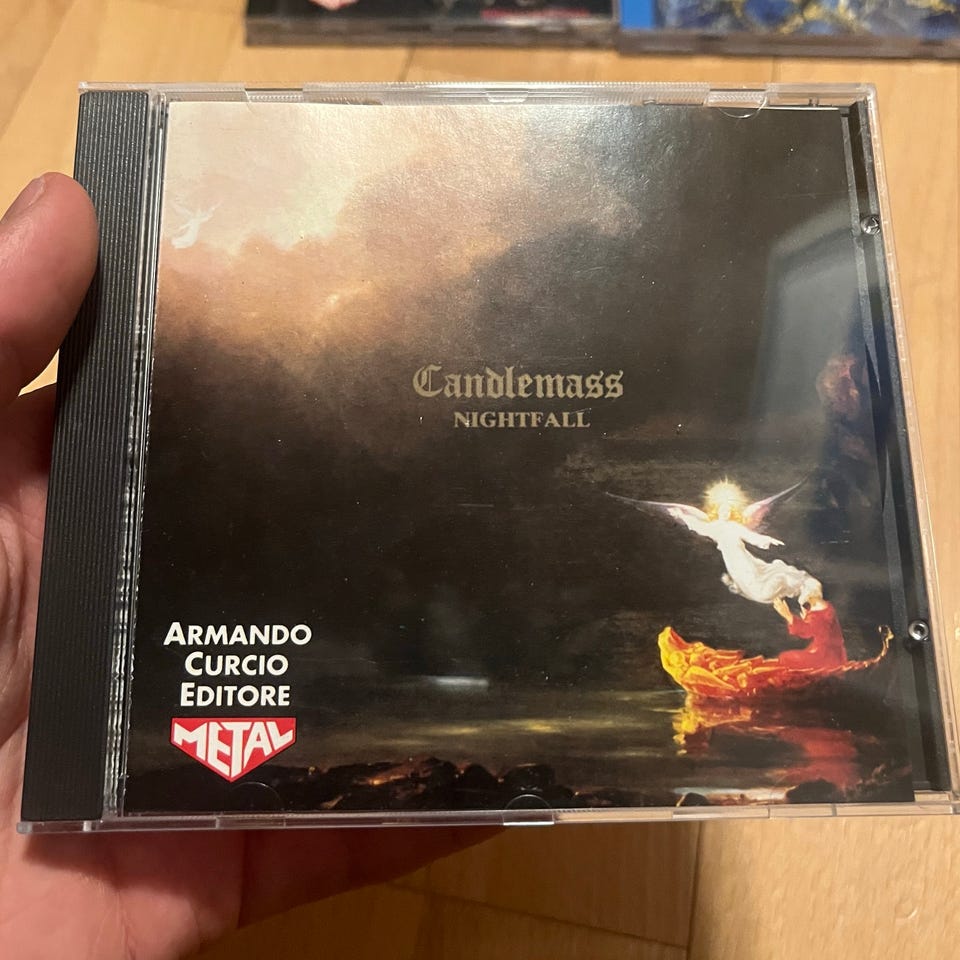 Candlemass
NIGHTFALL
ARMANDO
CURCIO
EDITORE
METAL